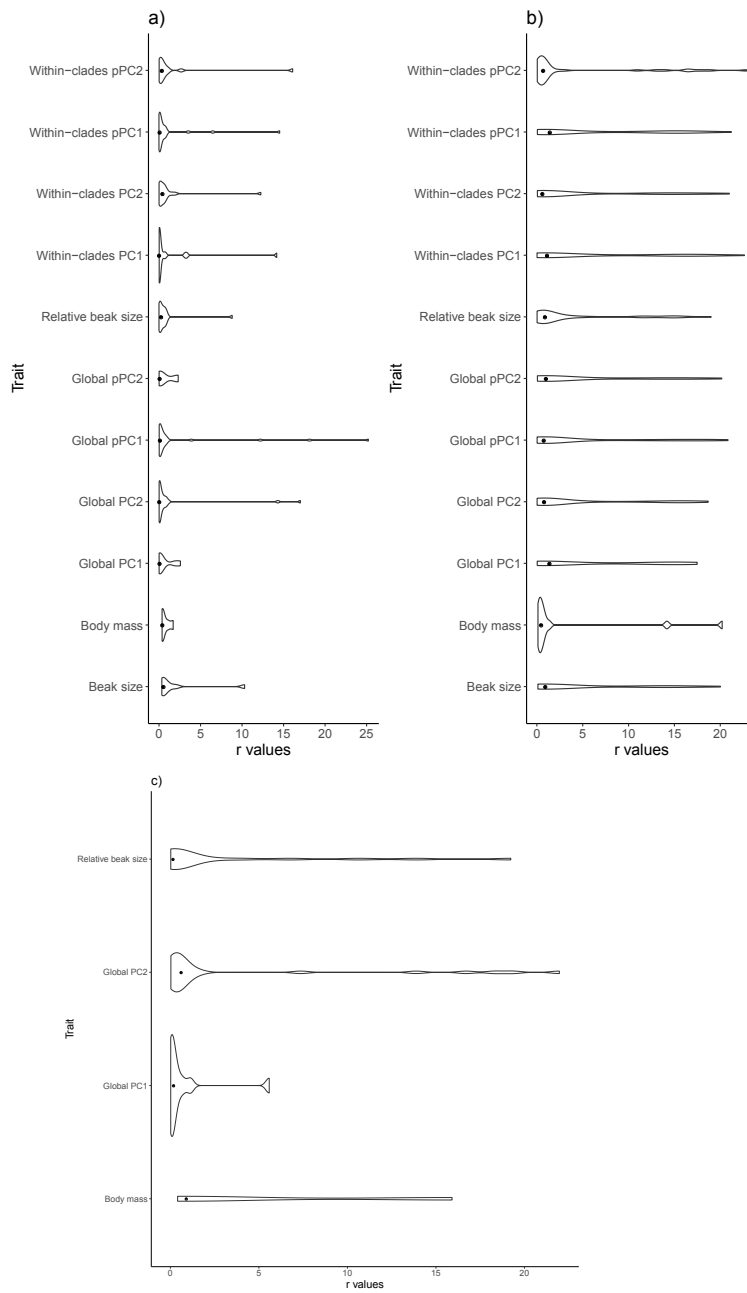 a)
Within-clades pPC2
Within-clades pPC1
Within-clades PC2
Within-clades PC1
Relative beak size
Global pPC2
Global pPC1
Global PC2
Global PC1
Body mass
Beak size
Trait
0 5 10 15 20 25
r values
b)
Within-clades pPC2
Within-clades pPC1
Within-clades PC2
Within-clades PC1
Relative beak size
Global pPC2
Global pPC1
Global PC2
Global PC1
Body mass
Beak size
Trait
0 5 10 15 20
r values
c)
Relative beak size
Global PC2
Global PC1
Body mass
Trait
0 5 10 15 20
r values